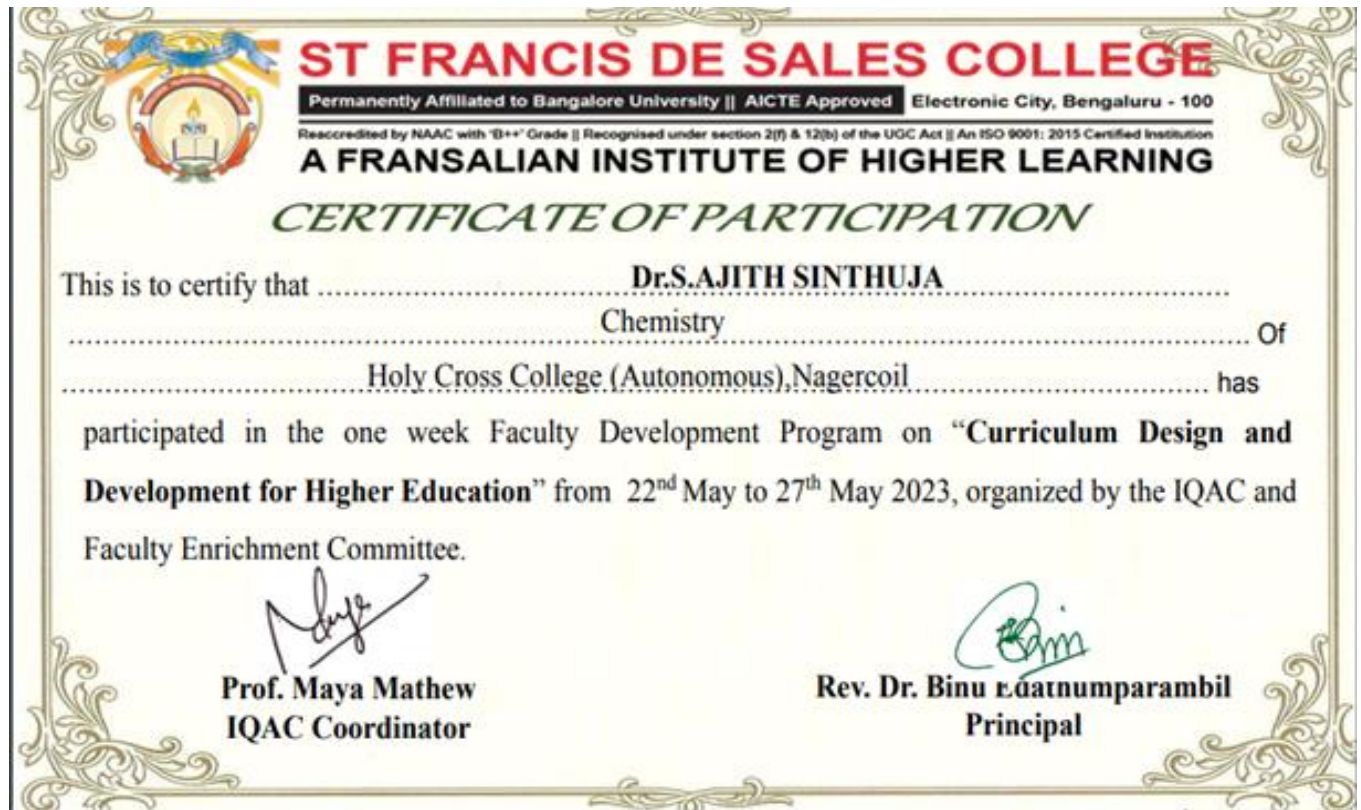 ST FRANCIS DE SALES COLLEGE
Permanently Affiliated to Bangalore University || AICTE Approved Electronic City, Bengaluru - 100
Reaccredited by NAAC with 'B++' Grade || Recognised under section 2(f) & 12(b) of the UGC Act || An ISO 9001: 2015 Certified Institution
A FRANSALIAN INSTITUTE OF HIGHER LEARNING
CERTIFICATE OF PARTICIPATION
This is to certify that Dr.S.AJITH SINTHUJA
Chemistry Of
Holy Cross College (Autonomous),Nagercoil has
participated in the one week Faculty Development Program on “Curriculum Design and
Development for Higher Education” from 22nd May to 27th May 2023, organized by the IQAC and
Faculty Enrichment Committee.
Prof. Maya Mathew
IQAC Coordinator
Rev. Dr. Binu Edathumparambil
Principal